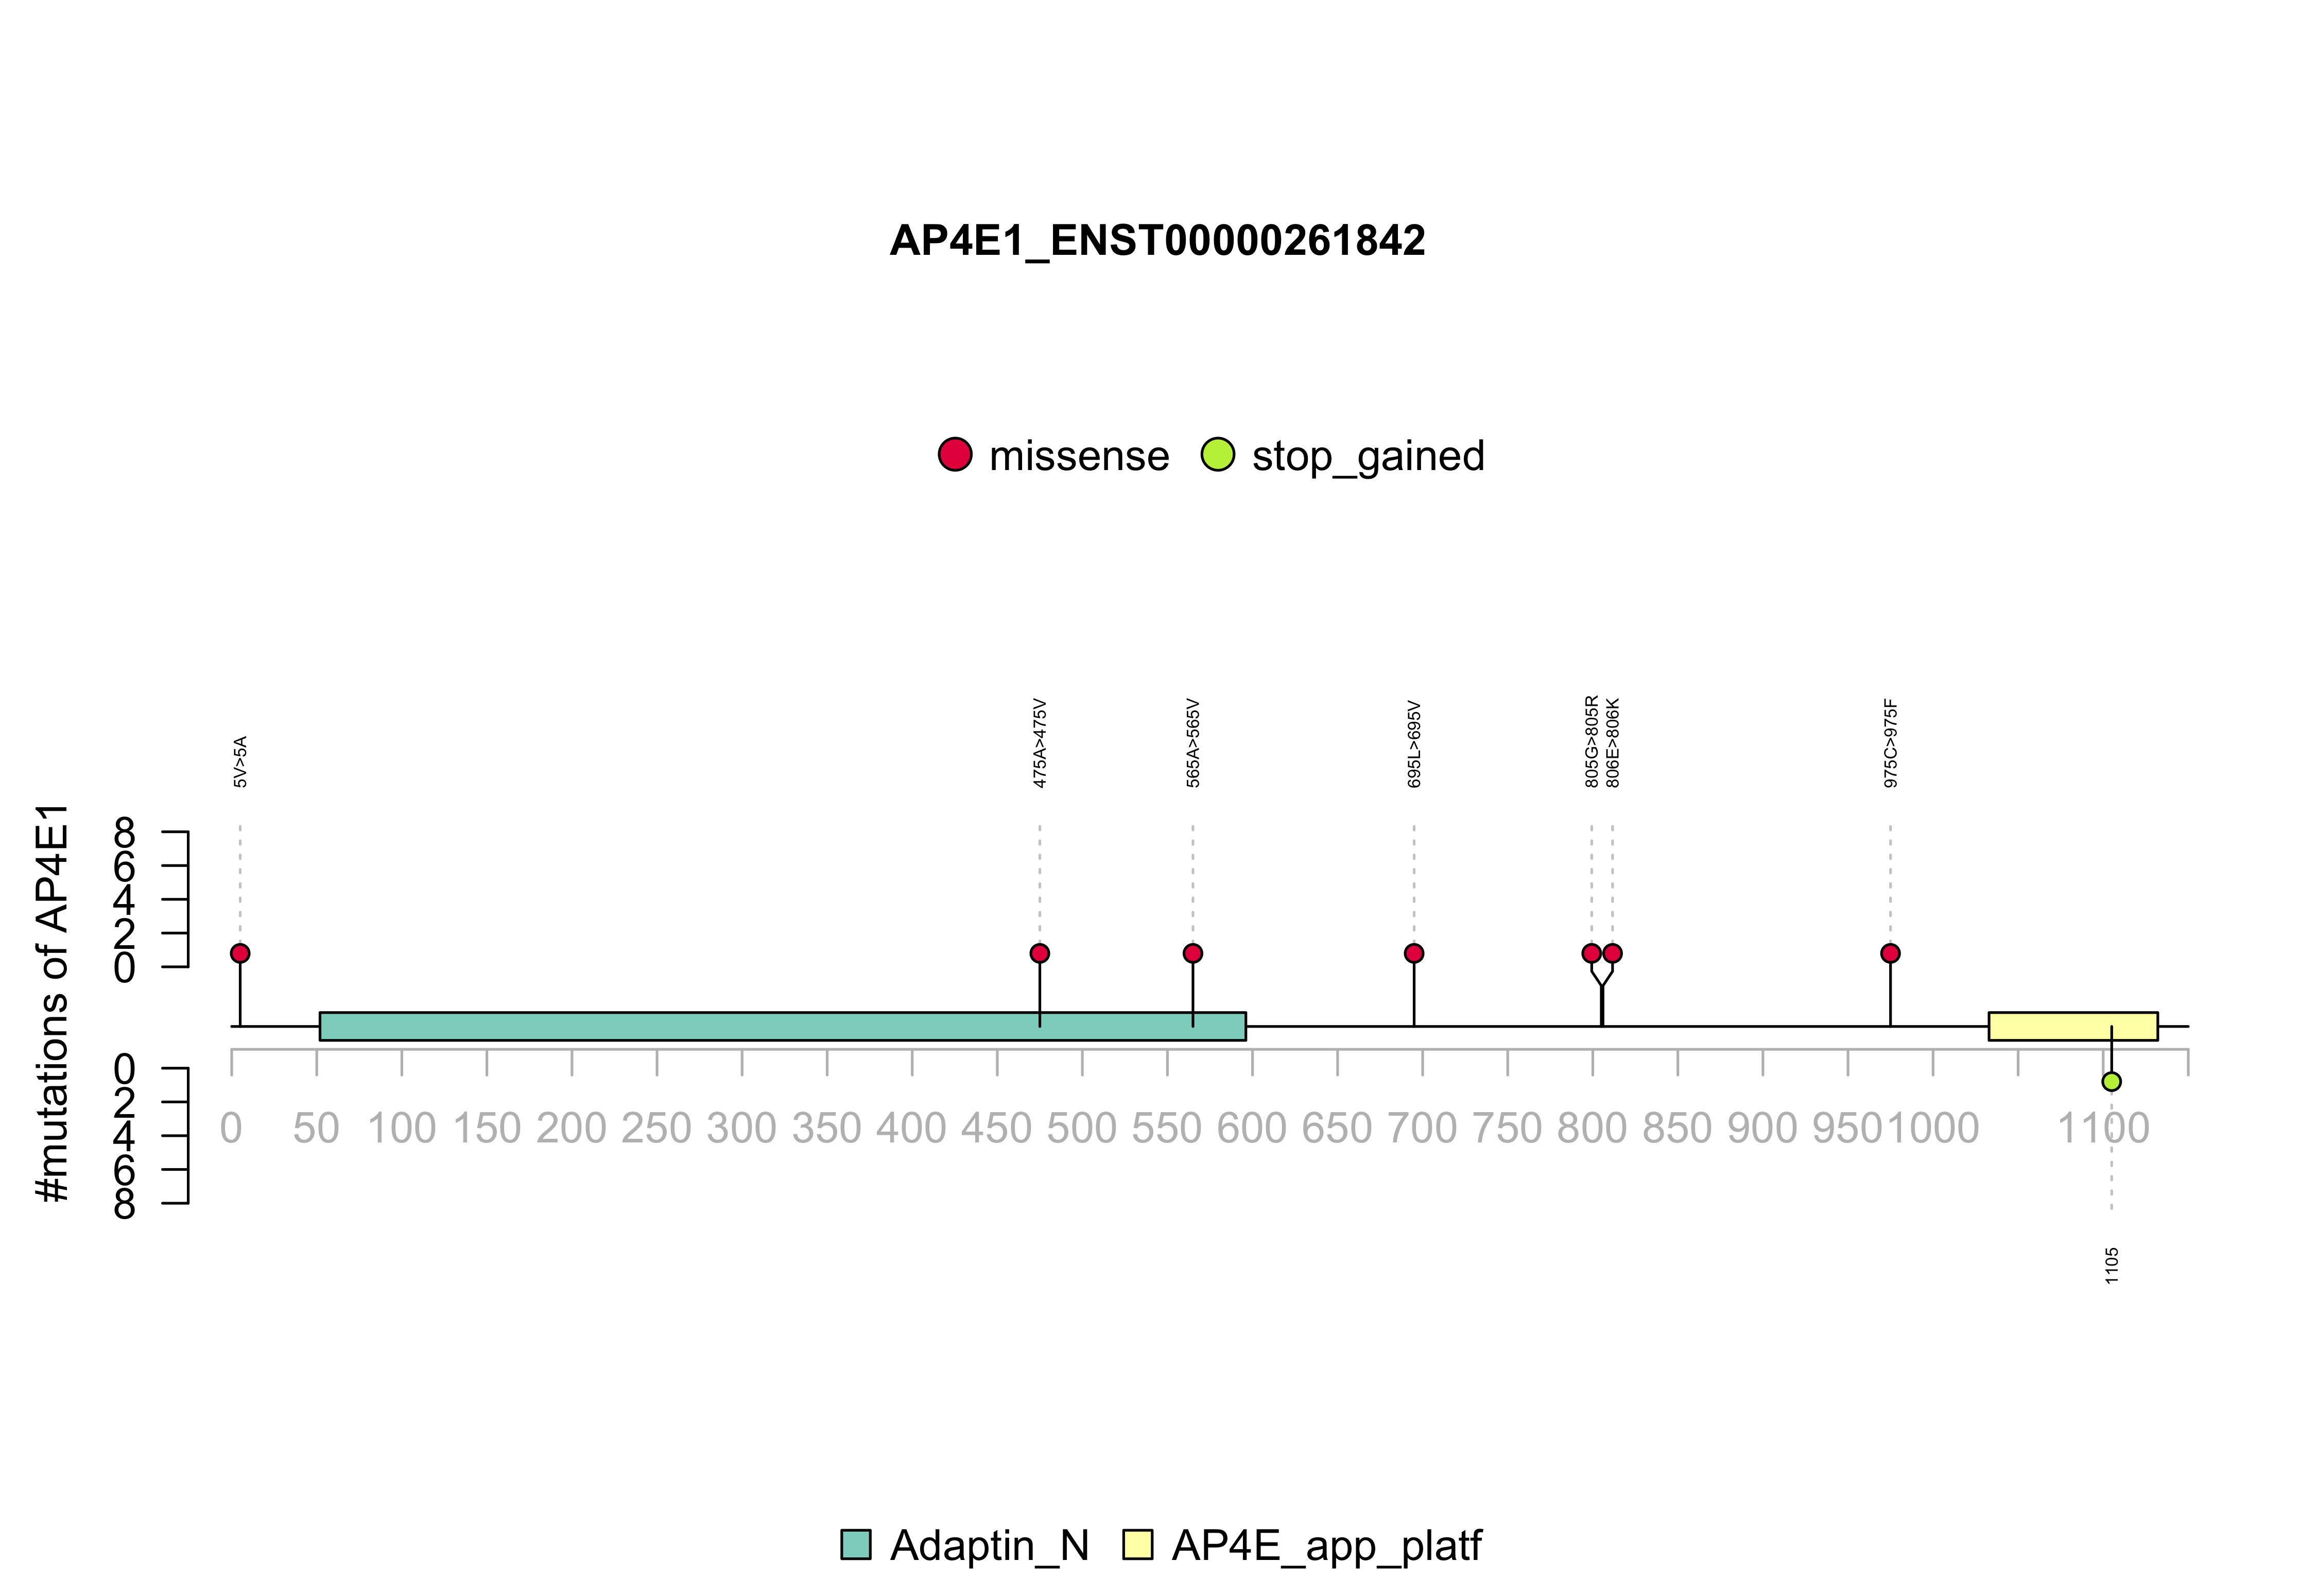 AP4E1_ENST00000261842
missense stop_gained
5V>5A
475A>475V
565A>565V
695L>695V
805G>805R
806E>806K
975C>975F
#mutations of AP4E1
8
6
4
2
0
0
2
4
6
8
0 50 100 150 200 250 300 350 400 450 500 550 600 650 700 750 800 850 900 950 1000 1100
1105
Adaptin_N AP4E_app_platf